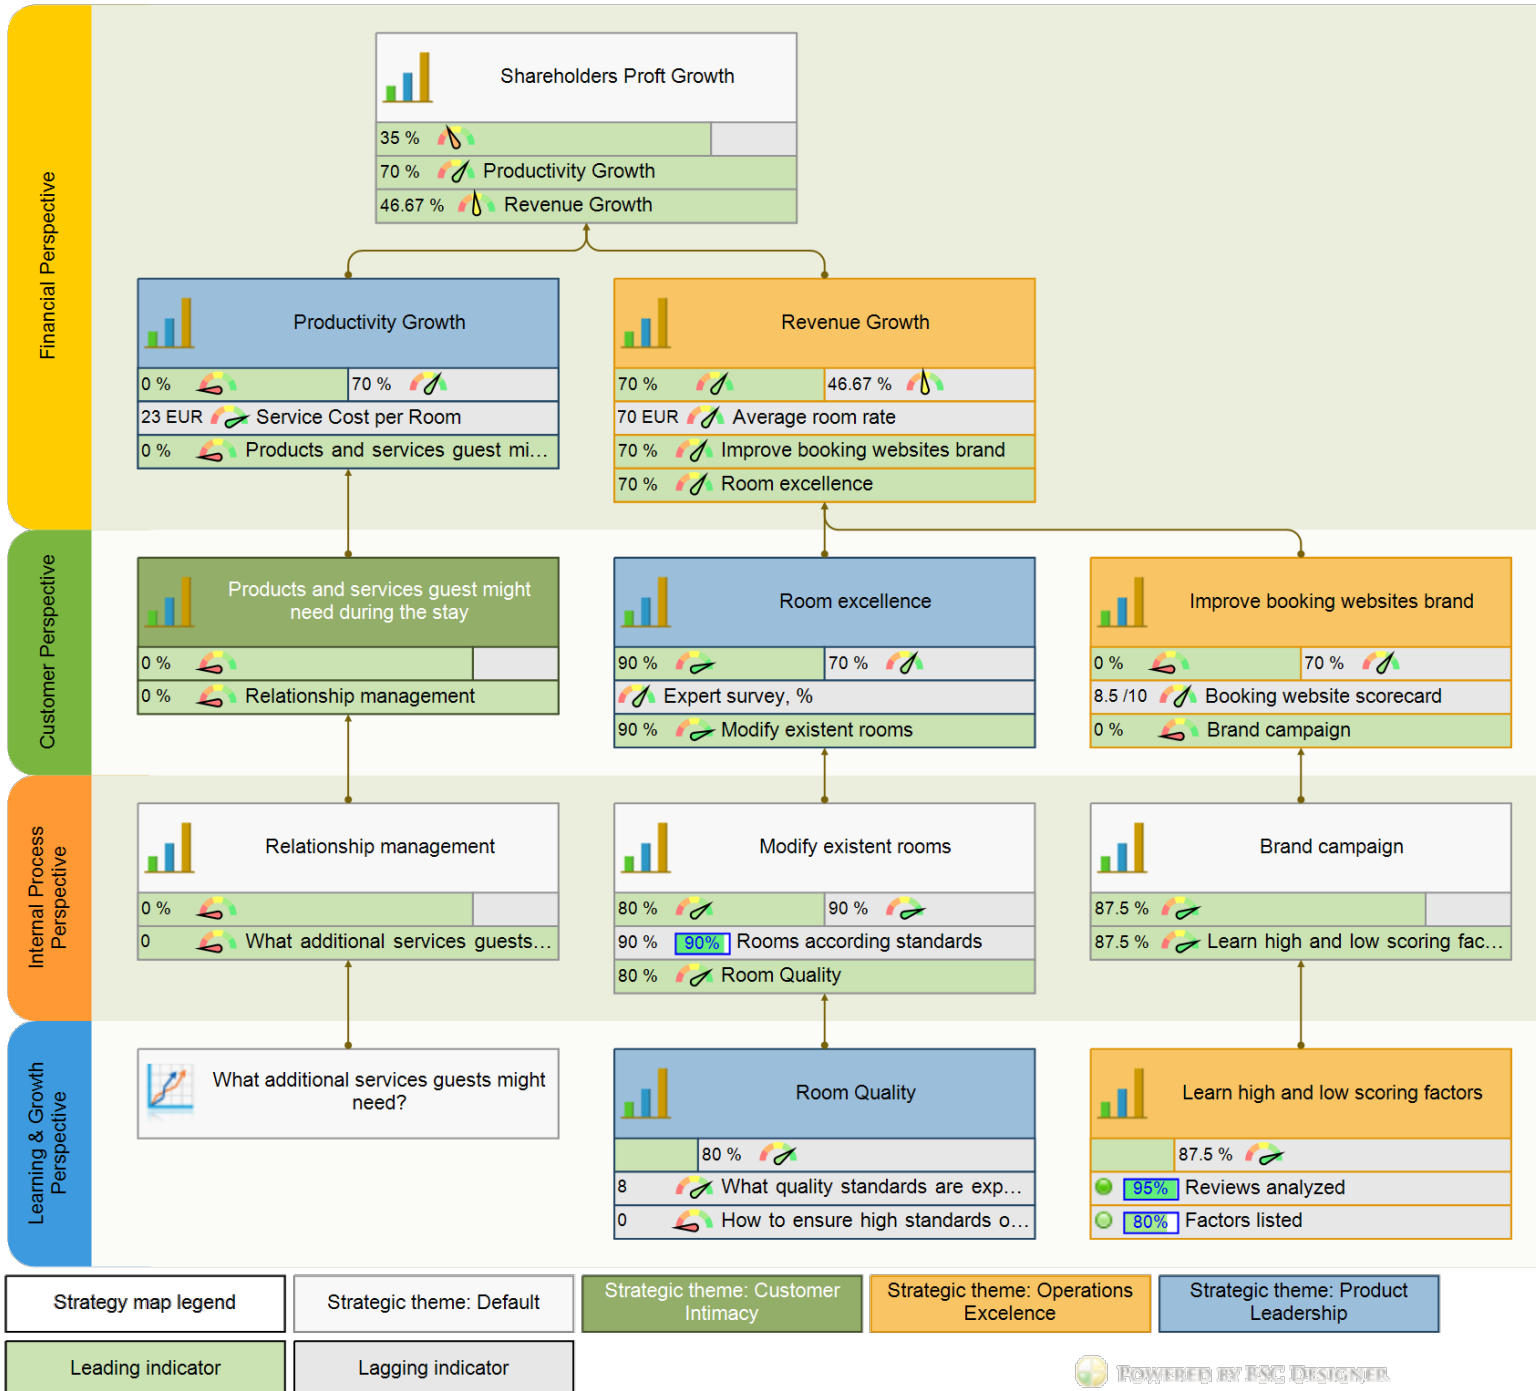 Financial Perspective
Shareholders Proft Growth
35 %
70 % Productivity Growth
46.67 % Revenue Growth
Productivity Growth
0 % 70 %
23 EUR Service Cost per Room
0 % Products and services guest mi...
Revenue Growth
70 % 46.67 %
70 EUR Average room rate
70 % Improve booking websites brand
70 % Room excellence
Customer Perspective
Products and services guest might
need during the stay
0 %
0 % Relationship management
Room excellence
90 % 70 %
Expert survey, %
90 % Modify existent rooms
Improve booking websites brand
0 % 70 %
8.5 /10 Booking website scorecard
0 % Brand campaign
Internal Process
Perspective
Relationship management
0 %
0 What additional services guests...
Modify existent rooms
80 % 90 %
90 % 90% Rooms according standards
80 % Room Quality
Brand campaign
87.5 %
87.5 % Learn high and low scoring fac...
Learning & Growth
Perspective
What additional services guests might
need?
Room Quality
80 %
8 What quality standards are exp...
0 How to ensure high standards o...
Learn high and low scoring factors
87.5 %
95% Reviews analyzed
80% Factors listed
Strategy map legend
Strategic theme: Default
Strategic theme: Customer
Intimacy
Strategic theme: Operations
Excelence
Strategic theme: Product
Leadership
Leading indicator
Lagging indicator
Powered by BSC Designer